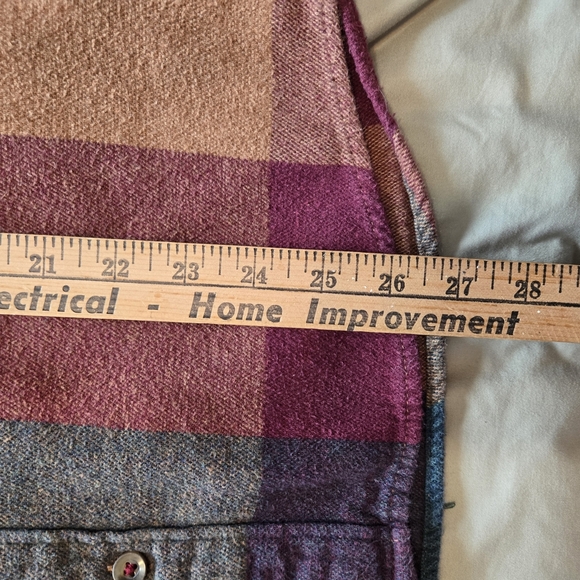 21 22 23 24 25 26 27 28
ectrical - Home Improvement